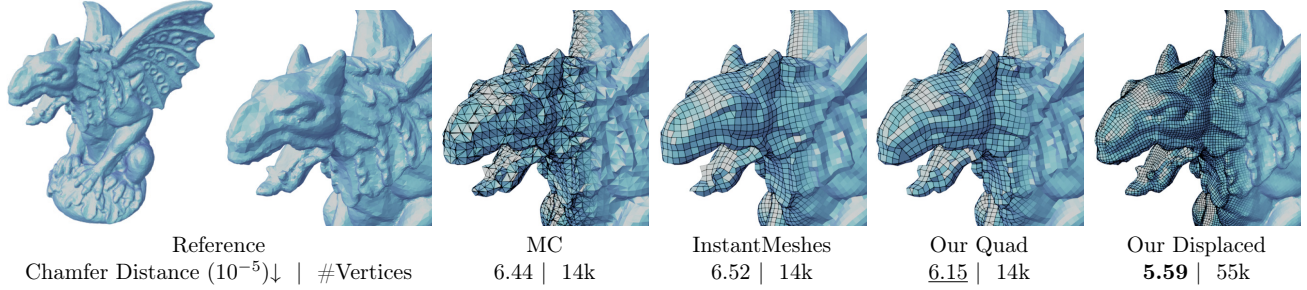 Reference MC InstantMeshes Our Quad Our Displaced
Chamfer Distance (10⁻⁵)↓ | #Vertices 6.44 | 14k 6.52 | 14k 6.15 | 14k 5.59 | 55k